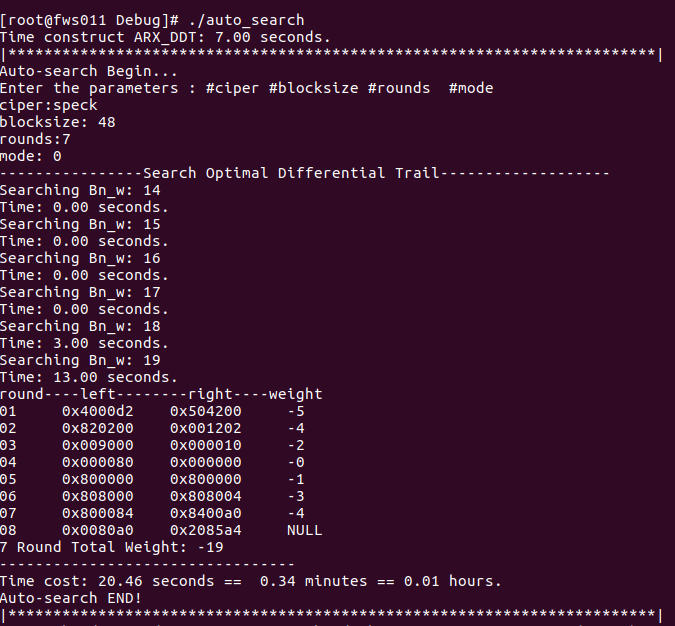 [root@fws011 Debug]# ./auto_search
Time construct ARX_DDT: 7.00 seconds.
|************************************************************************|
Auto-search Begin...
Enter the parameters : #ciper #blocksize #rounds  #mode
ciper:speck
blocksize: 48
rounds:7
mode: 0
----------------Search Optimal Differential Trail-------------------
Searching Bn_w: 14
Time: 0.00 seconds.
Searching Bn_w: 15
Time: 0.00 seconds.
Searching Bn_w: 16
Time: 0.00 seconds.
Searching Bn_w: 17
Time: 0.00 seconds.
Searching Bn_w: 18
Time: 3.00 seconds.
Searching Bn_w: 19
Time: 13.00 seconds.
round----left--------right----weight
01     0x4000d2    0x504200     -5
02     0x820200    0x001202     -4
03     0x009000    0x000010     -2
04     0x000080    0x000000     -0
05     0x800000    0x800000     -1
06     0x808000    0x808004     -3
07     0x800084    0x8400a0     -4
08     0x0080a0    0x2085a4     NULL
7 Round Total Weight: -19
---------------------------------
Time cost: 20.46 seconds ==  0.34 minutes == 0.01 hours.
Auto-search END!
|************************************************************************|